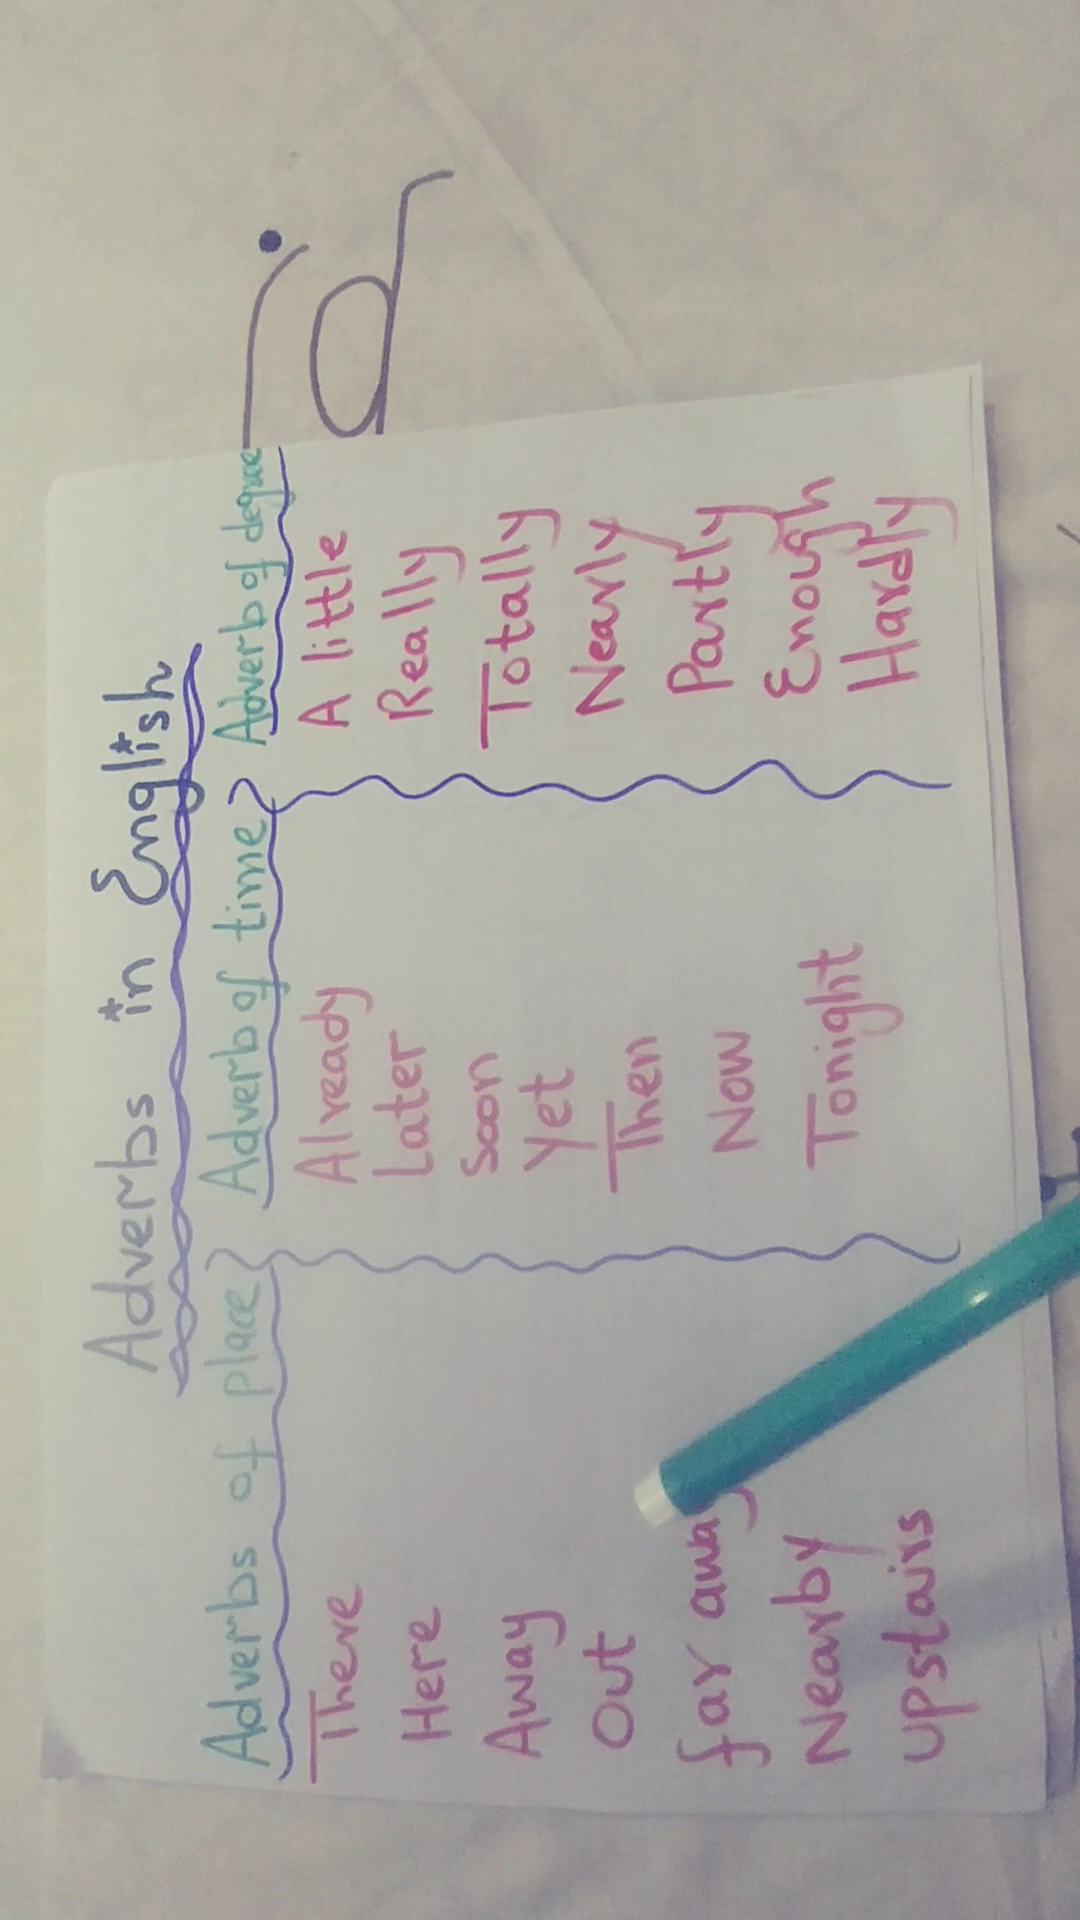 Adverbs in English
Adverbs of place
There
Here
Away
Out
far away
Nearby
upstairs
Adverb of time
Already
Later
Soon
Yet
Then
Now
Tonight
Adverb of degree
A little
Really
Totally
Nearly
Partly
Enough
Hardly